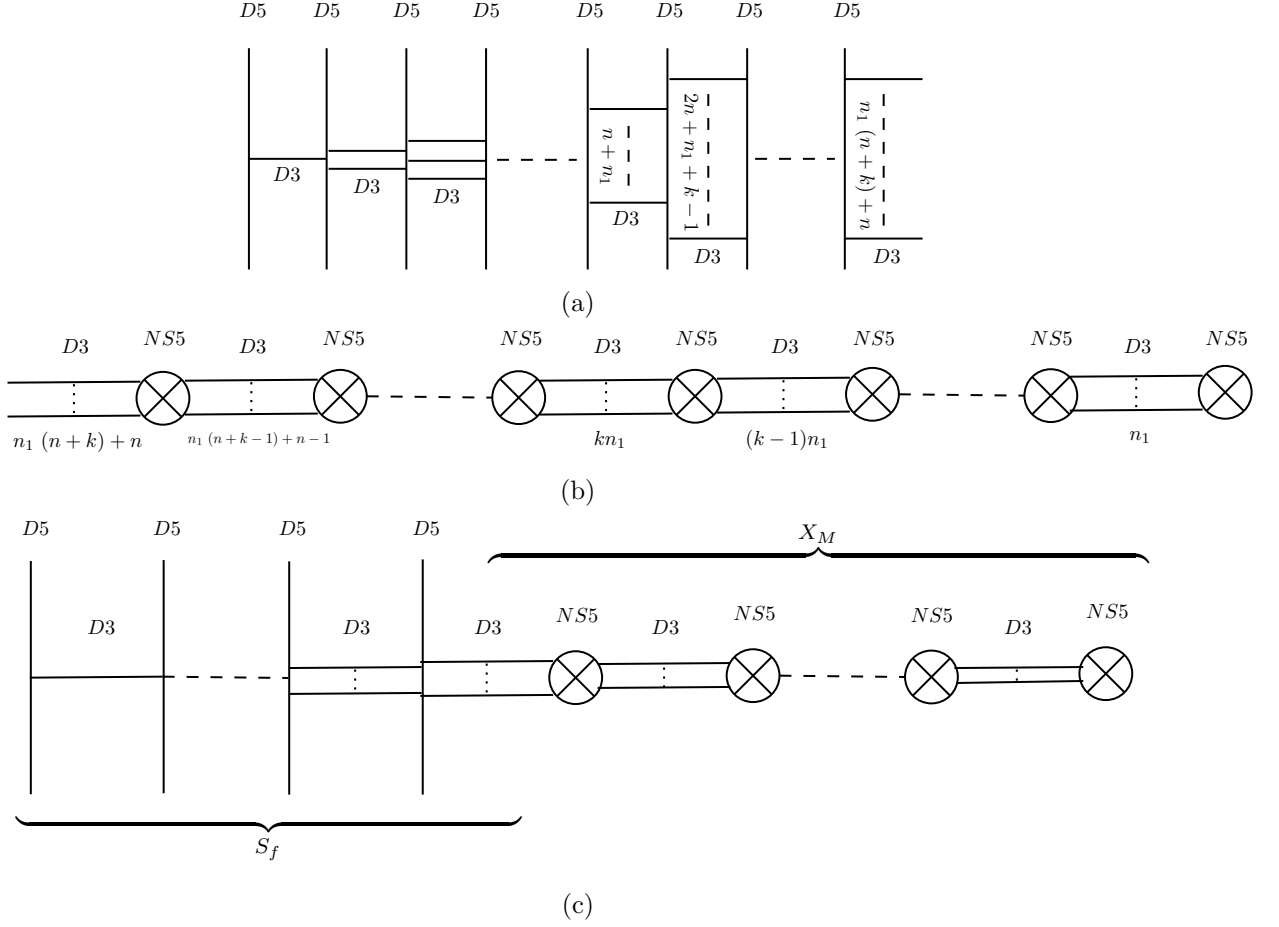 D5 D5 D5 D5 D5 D5 D5 D5
D3 D3 D3 n + n₁ D3 2n + n₁ + k − 1 D3 n₁ (n + k) + n D3
(a)
D3 NS5 D3 NS5 NS5 D3 NS5 D3 NS5 NS5 D3 NS5
n₁ (n + k) + n n₁ (n + k − 1) + n − 1 kn₁ (k − 1)n₁ n₁
(b)
D5 D5 D5 D5 X_M
D3 D3 D3 NS5 D3 NS5 NS5 D3 NS5
S_f
(c)